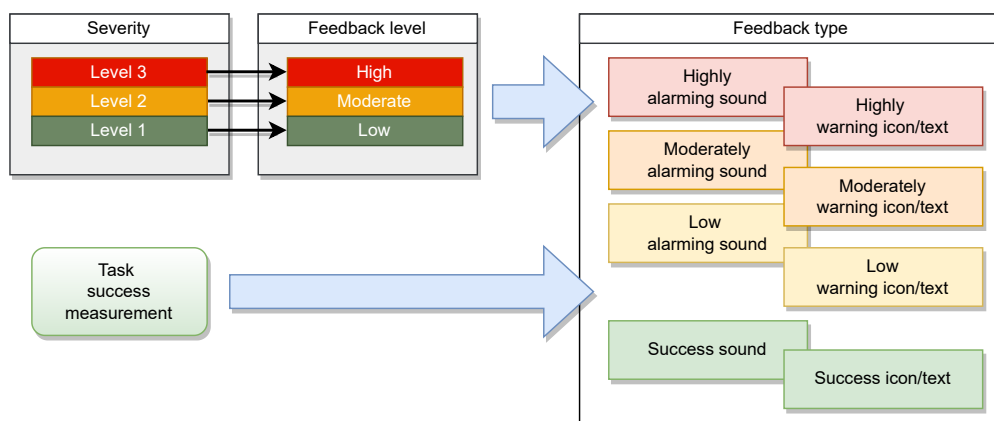 Severity
Level 3
Level 2
Level 1
Feedback level
High
Moderate
Low
Feedback type
Highly
alarming sound
Highly
warning icon/text
Moderately
alarming sound
Moderately
warning icon/text
Low
alarming sound
Low
warning icon/text
Task
success
measurement
Success sound
Success icon/text